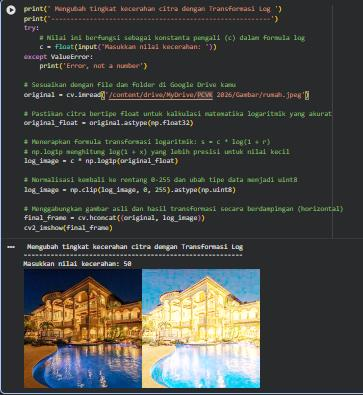 print(' Mengubah tingkat kecerahan citra dengan Transformasi Log ')
print('-------------------------------------------------------')
try:
# Nilai ini berfungsi sebagai konstanta pengali (c) dalam formula log
c = float(input('Masukkan nilai kecerahan: '))
except ValueError:
print('Error, not a number')
# Sesuaikan dengan file dan folder di Google Drive kamu
original = cv.imread('/content/drive/MyDrive/PCVK 2026/Gambar/rumah.jpeg')
# Pastikan citra bertipe float untuk kalkulasi matematika logaritmik yang akurat
original_float = original.astype(np.float32)
# Menerapkan formula transformasi logaritmik: s = c * log(1 + r)
# np.log1p menghitung log(1 + x) yang lebih presisi untuk nilai kecil
log_image = c * np.log1p(original_float)
# Normalisasi kembali ke rentang 0-255 dan ubah tipe data menjadi uint8
log_image = np.clip(log_image, 0, 255).astype(np.uint8)
# Menggabungkan gambar asli dan hasil transformasi secara berdampingan (horizontal)
final_frame = cv.hconcat((original, log_image))
cv2_imshow(final_frame)
Mengubah tingkat kecerahan citra dengan Transformasi Log
-------------------------------------------------------
Masukkan nilai kecerahan: 50